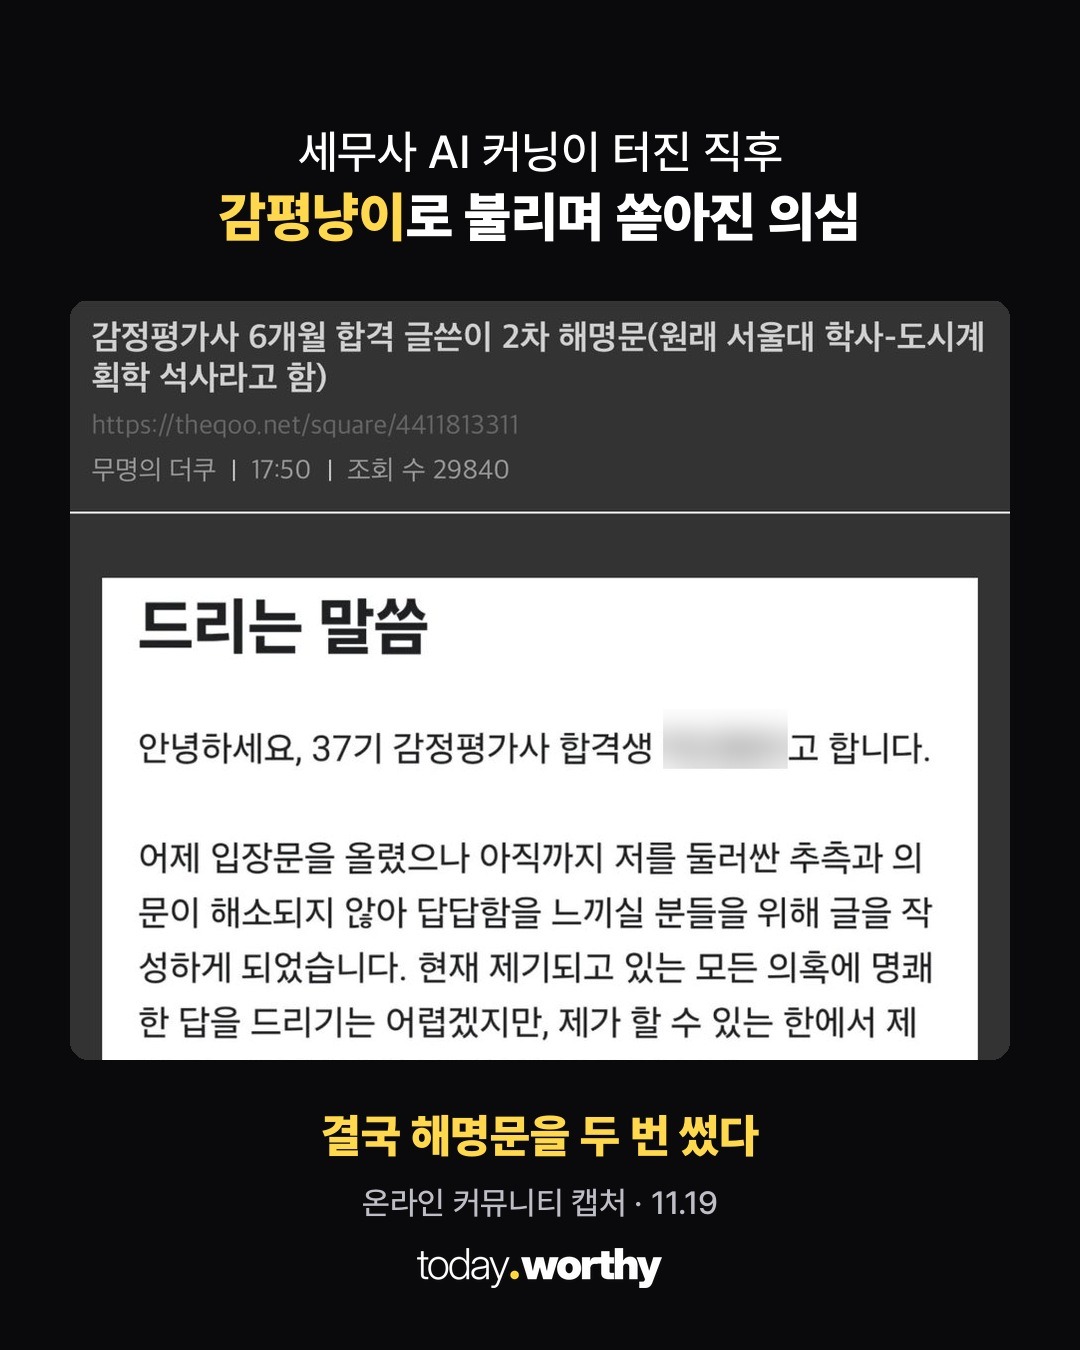 세무사 AI 커닝이 터진 직후
감평냥이로 불리며 쏟아진 의심
감정평가사 6개월 합격 글쓴이 2차 해명문(원래 서울대 학사-도시계
획학 석사라고 함)
https://theqoo.net/square/4411813311
무명의 더쿠 | 17:50 | 조회 수 29840
드리는 말씀
안녕하세요, 37기 감정평가사 합격생 고 합니다.
어제 입장문을 올렸으나 아직까지 저를 둘러싼 추측과 의
문이 해소되지 않아 답답함을 느끼실 분들을 위해 글을 작
성하게 되었습니다. 현재 제기되고 있는 모든 의혹에 명쾌
한 답을 드리기는 어렵겠지만, 제가 할 수 있는 한에서 제
결국 해명문을 두 번 썼다
온라인 커뮤니티 캡처 · 11.19
today.worthy